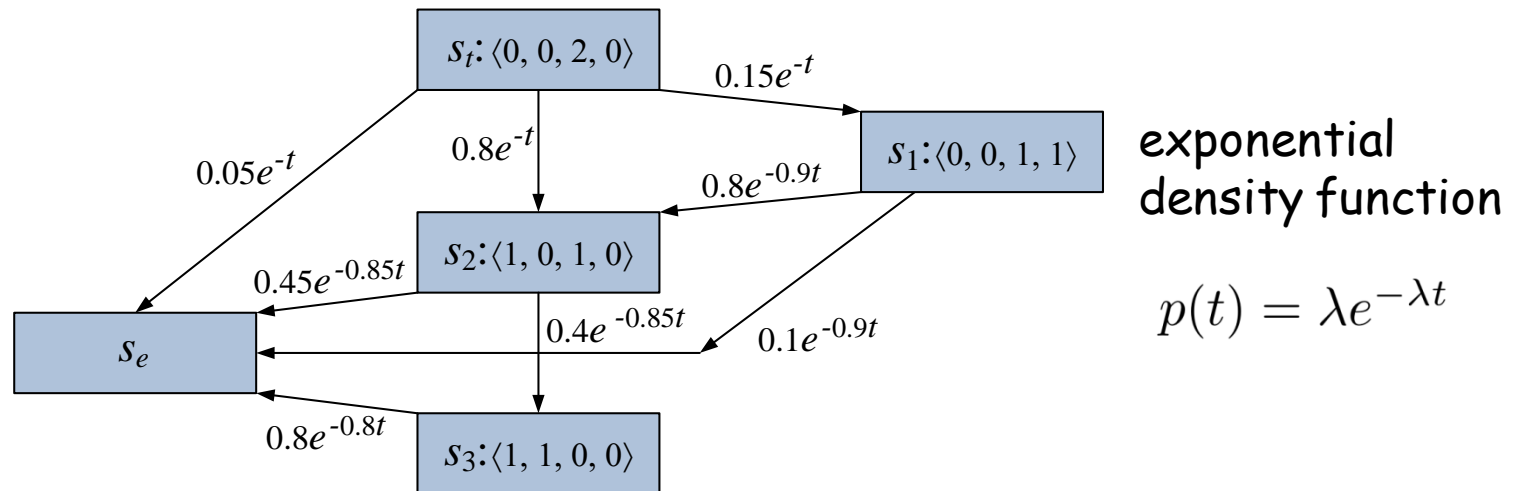 s_t:⟨0, 0, 2, 0⟩
0.15e^{-t}
0.05e^{-t}
0.8e^{-t}
s_1:⟨0, 0, 1, 1⟩
exponential
density function
0.8e^{-0.9t}
s_2:⟨1, 0, 1, 0⟩
0.45e^{-0.85t}
p(t) = λe^{-λt}
0.4e^{-0.85t}
0.1e^{-0.9t}
s_e
0.8e^{-0.8t}
s_3:⟨1, 1, 0, 0⟩